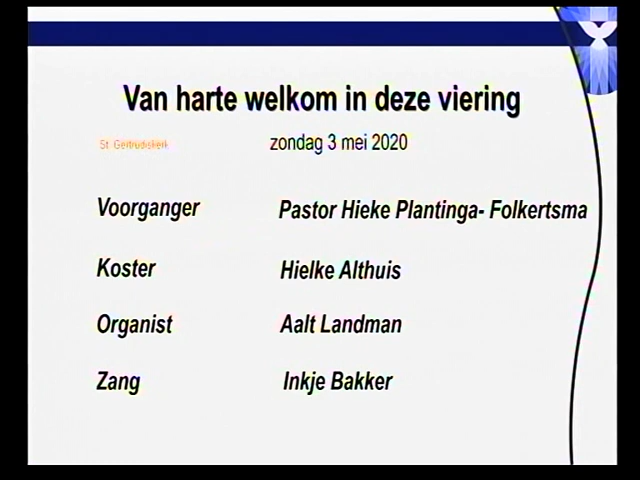 Van harte welkom in deze viering
St. Gertrudiskerk zondag 3 mei 2020
Voorganger Pastor Hieke Plantinga- Folkertsma
Koster Hielke Althuis
Organist Aalt Landman
Zang Inkje Bakker